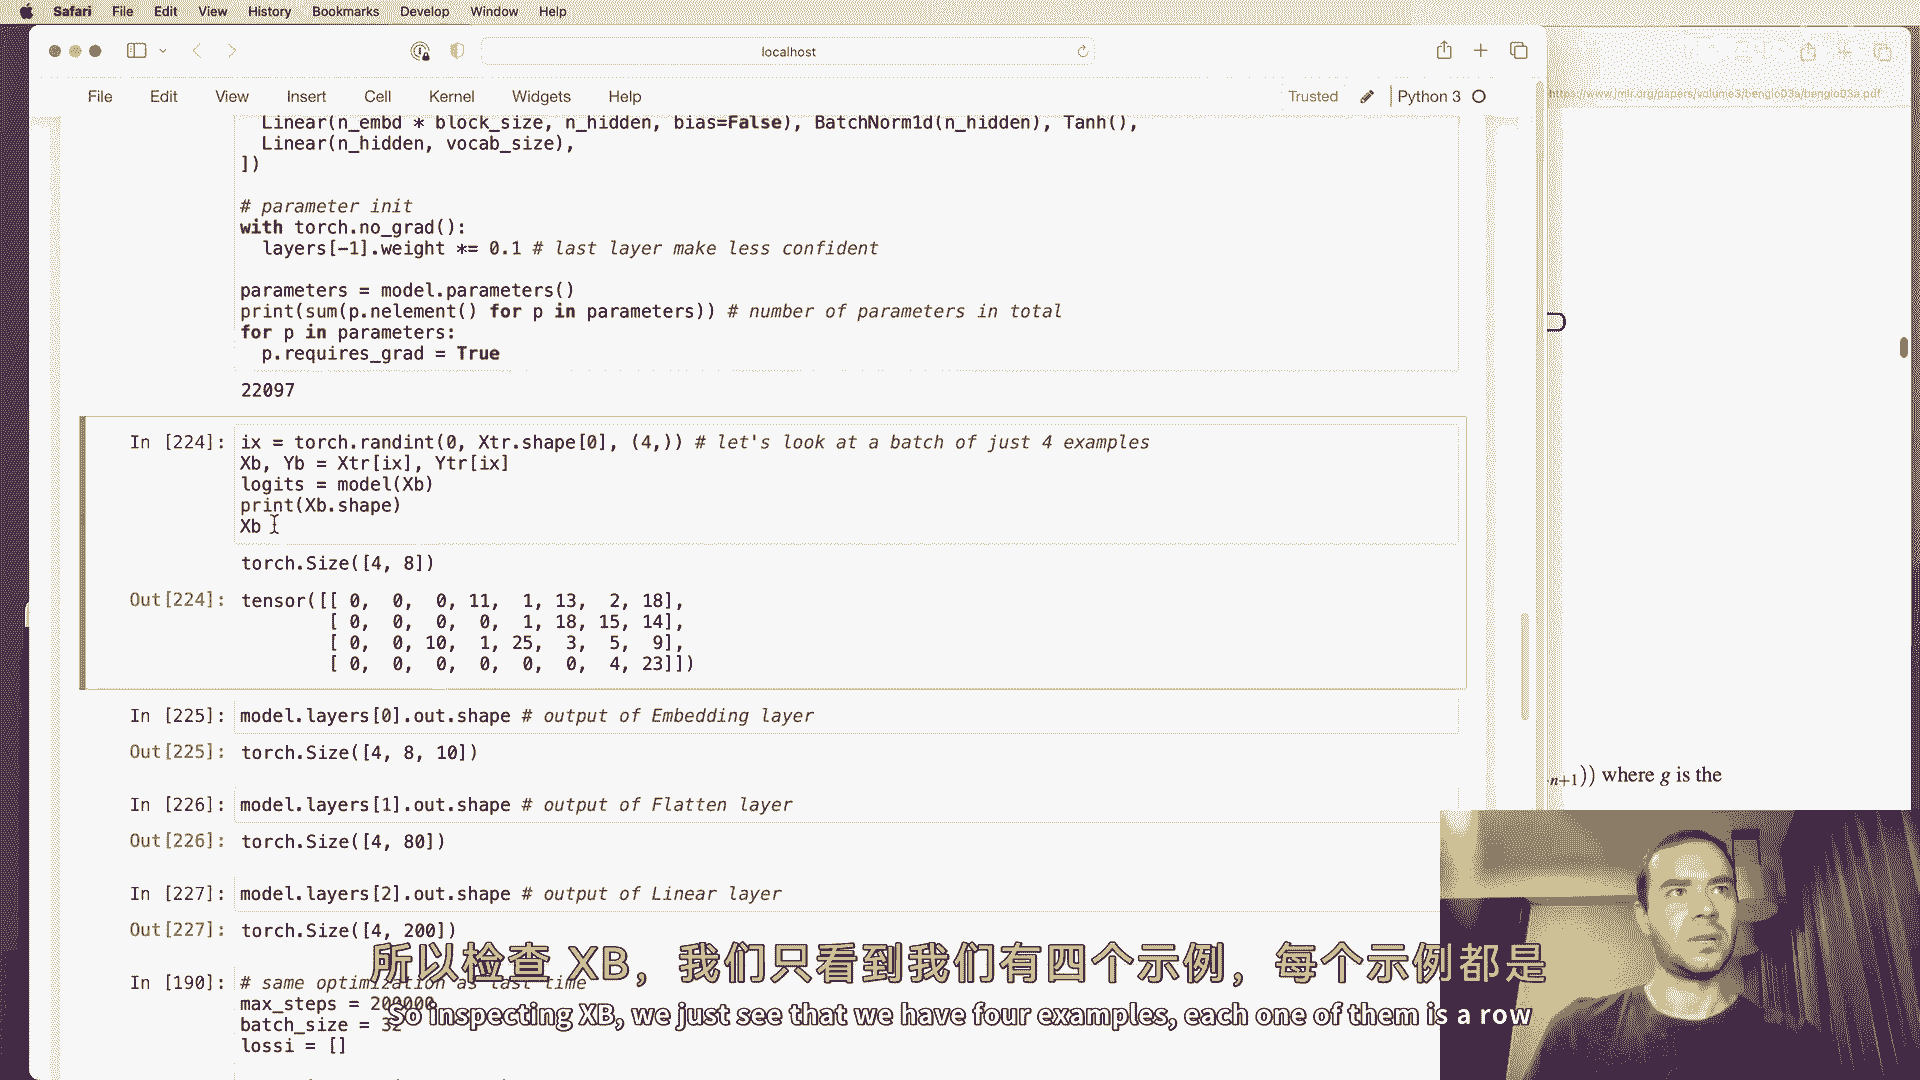 Safari File Edit View History Bookmarks Develop Window Help
localhost
https://www.jmlr.org/papers/volume3/bengio03a/bengio03a.pdf
File Edit View Insert Cell Kernel Widgets Help Trusted Python 3
Linear(n_embd * block_size, n_hidden, bias=False), BatchNorm1d(n_hidden), Tanh(),
Linear(n_hidden, vocab_size),
])
# parameter init
with torch.no_grad():
layers[-1].weight *= 0.1 # last layer make less confident
parameters = model.parameters()
print(sum(p.nelement() for p in parameters)) # number of parameters in total
for p in parameters:
p.requires_grad = True
22097
In [224]: ix = torch.randint(0, Xtr.shape[0], (4,)) # let's look at a batch of just 4 examples
Xb, Yb = Xtr[ix], Ytr[ix]
logits = model(Xb)
print(Xb.shape)
Xb
torch.Size([4, 8])
Out[224]: tensor([[ 0, 0, 0, 11, 1, 13, 2, 18],
[ 0, 0, 0, 0, 1, 18, 15, 14],
[ 0, 0, 10, 1, 25, 3, 5, 9],
[ 0, 0, 0, 0, 0, 0, 4, 23]])
In [225]: model.layers[0].out.shape # output of Embedding layer
Out[225]: torch.Size([4, 8, 10])
n+1)) where g is the
In [226]: model.layers[1].out.shape # output of Flatten layer
Out[226]: torch.Size([4, 80])
In [227]: model.layers[2].out.shape # output of Linear layer
Out[227]: torch.Size([4, 200])
所以检查 XB，我们只看到我们有四个示例，每个示例都是
In [190]: # same optimization as last time
max_steps = 200000
So inspecting XB, we just see that we have four examples, each one of them is a row
batch_size = 32
lossi = []